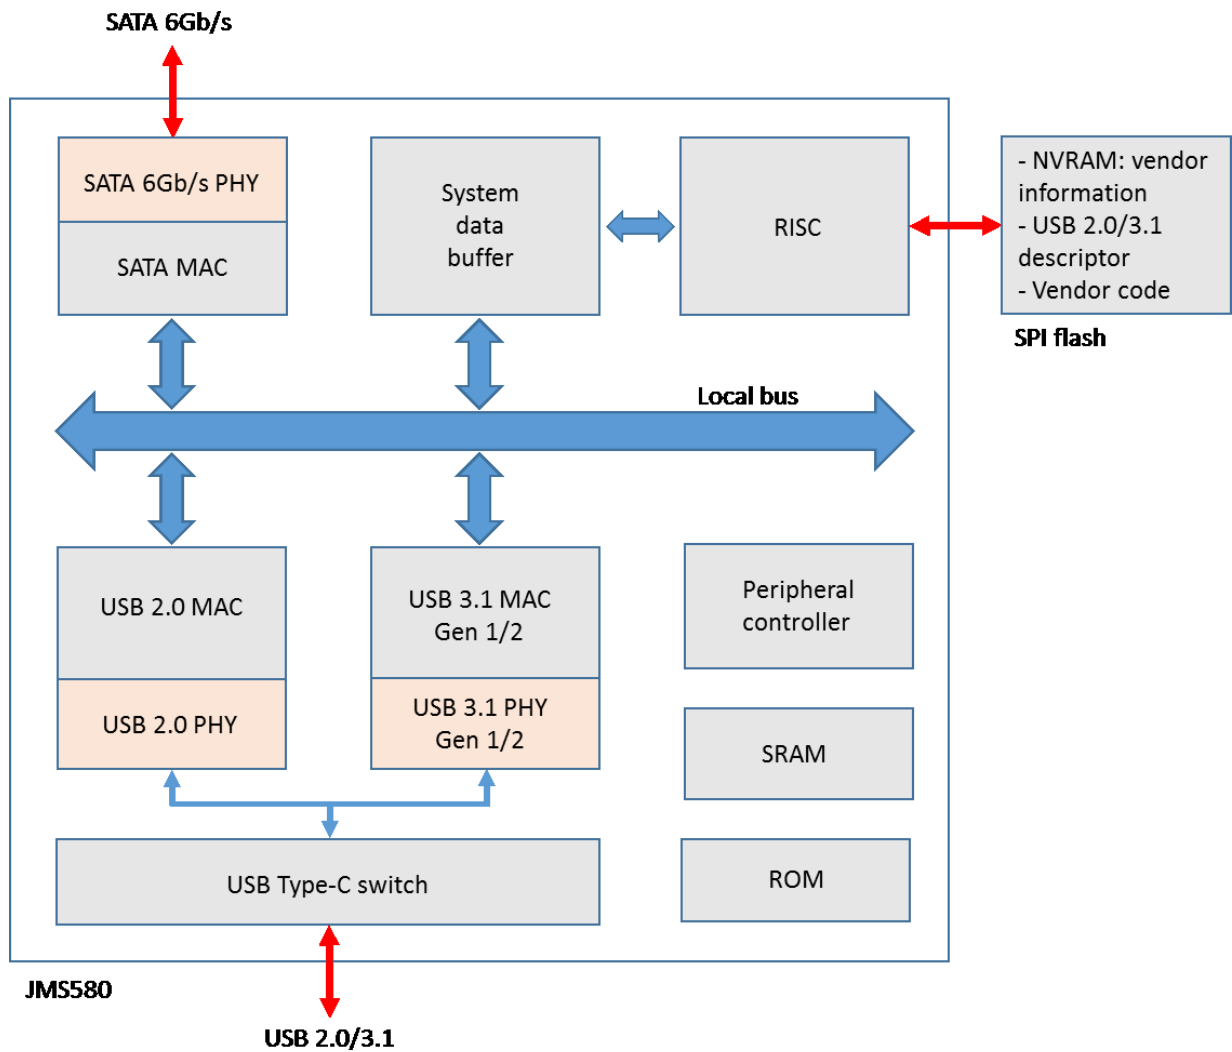 SATA 6Gb/s
SATA 6Gb/s PHY
SATA MAC
System
data
buffer
RISC
- NVRAM: vendor
information
- USB 2.0/3.1
descriptor
- Vendor code
SPI flash
Local bus
USB 2.0 MAC
USB 2.0 PHY
USB 3.1 MAC
Gen 1/2
USB 3.1 PHY
Gen 1/2
Peripheral
controller
SRAM
ROM
USB Type-C switch
JMS580
USB 2.0/3.1